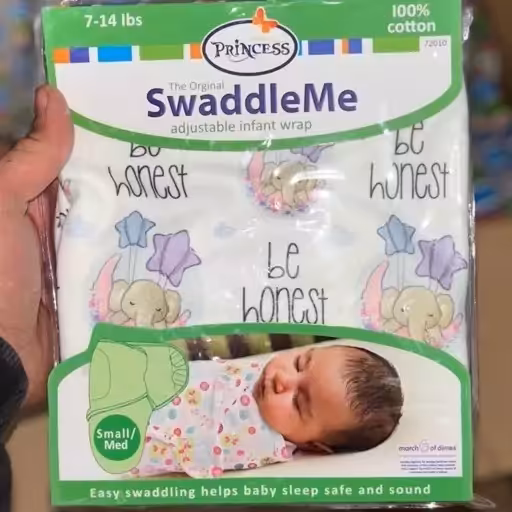 7-14 lbs
100%
cotton
PRINCESS
72010
The Orginal
SwaddleMe
adjustable infant wrap
be
honest
be
honest
be
honest
Small/
Med
march of dimes
Easy swaddling helps baby sleep safe and sound